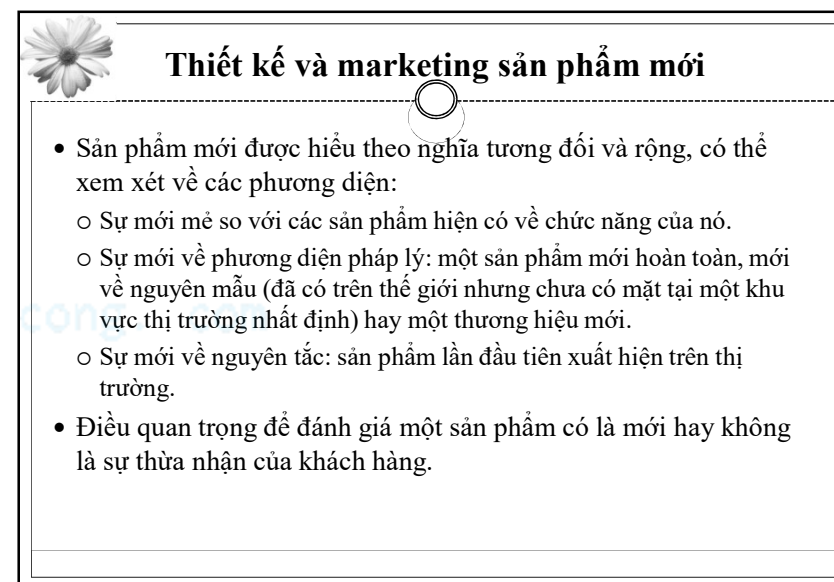 Thiết kế và marketing sản phẩm mới
• Sản phẩm mới được hiểu theo nghĩa tương đối và rộng, có thể
xem xét về các phương diện:
o Sự mới mẻ so với các sản phẩm hiện có về chức năng của nó.
o Sự mới về phương diện pháp lý: một sản phẩm mới hoàn toàn, mới
về nguyên mẫu (đã có trên thế giới nhưng chưa có mặt tại một khu
vực thị trường nhất định) hay một thương hiệu mới.
o Sự mới về nguyên tắc: sản phẩm lần đầu tiên xuất hiện trên thị
trường.
• Điều quan trọng để đánh giá một sản phẩm có là mới hay không
là sự thừa nhận của khách hàng.